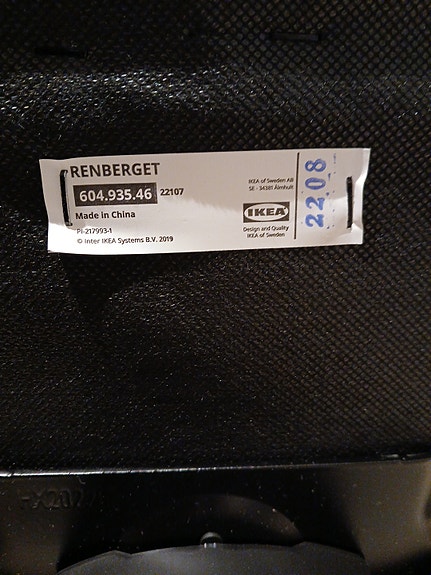 RENBERGET
604.935.46 22107
Made in China
PI-217993-1
© Inter IKEA Systems B.V. 2019
IKEA of Sweden AB
SE - 34381 Älmhult
IKEA
Design and Quality
IKEA of Sweden
2208